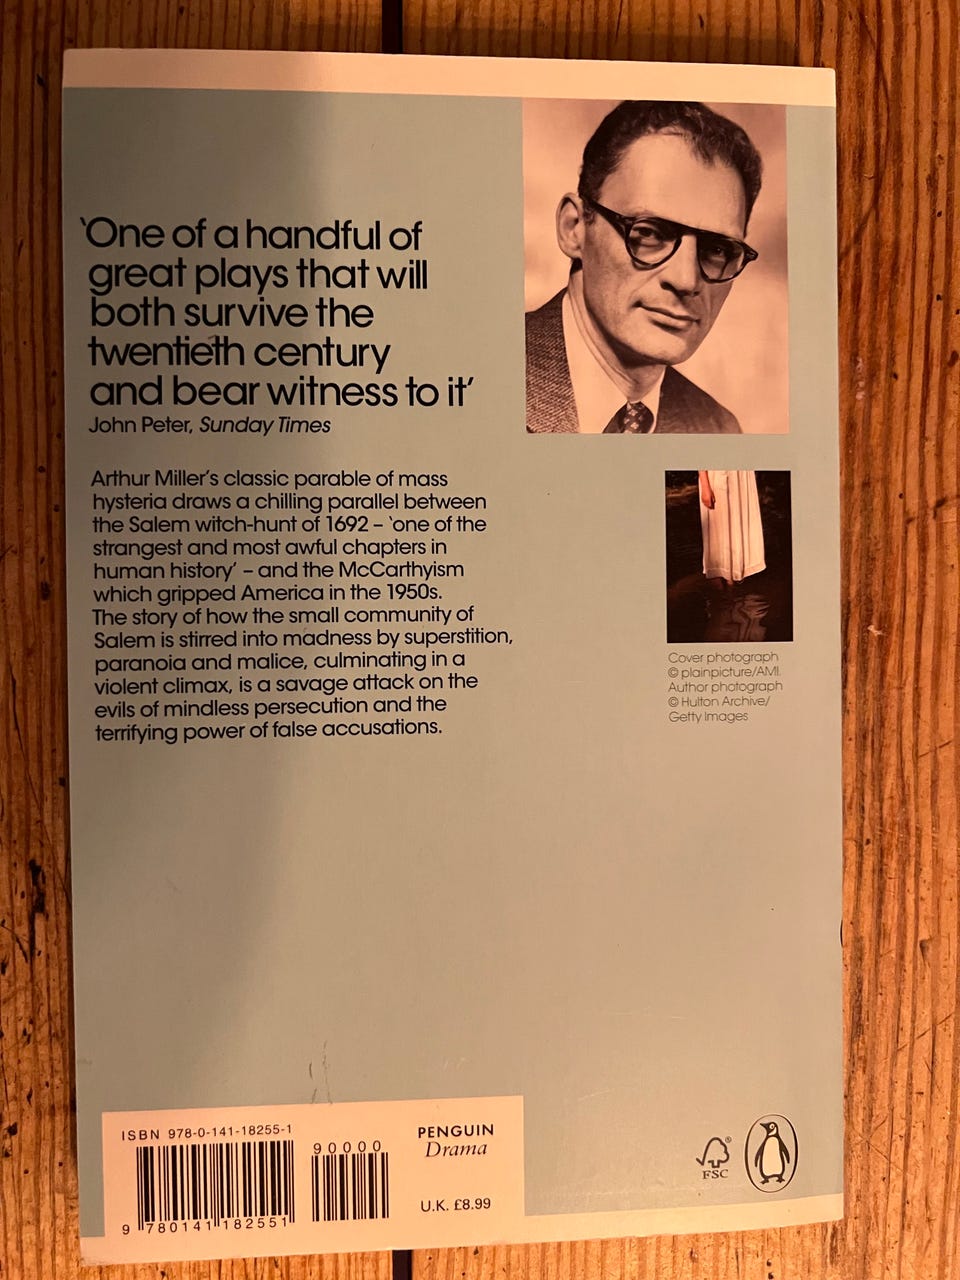 ‘One of a handful of
great plays that will
both survive the
twentieth century
and bear witness to it’
John Peter, Sunday Times
Arthur Miller’s classic parable of mass
hysteria draws a chilling parallel between
the Salem witch-hunt of 1692 – ‘one of the
strangest and most awful chapters in
human history’ – and the McCarthyism
which gripped America in the 1950s.
The story of how the small community of
Salem is stirred into madness by superstition,
paranoia and malice, culminating in a
violent climax, is a savage attack on the
evils of mindless persecution and the
terrifying power of false accusations.
Cover photograph
© plainpicture/AMI.
Author photograph
© Hulton Archive/
Getty Images
ISBN 978-0-141-18255-1
90000
9 780141 182551
PENGUIN
Drama
U.K. £8.99
FSC
®